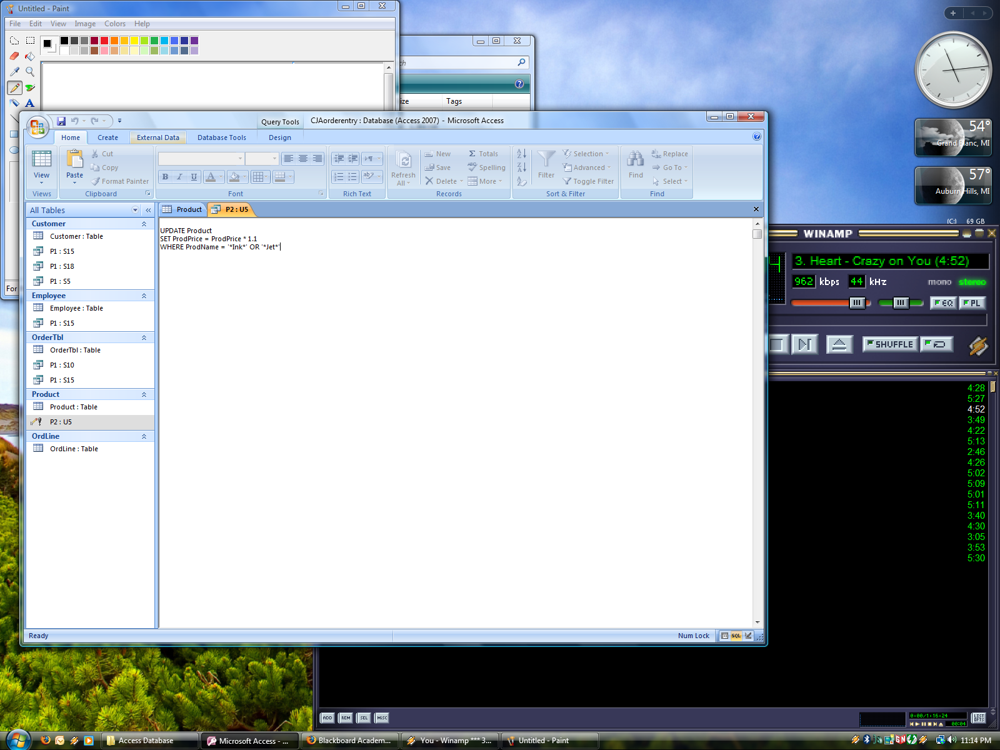 Untitled - Paint
File Edit View Image Colors Help
ize Tags
Query Tools CJAorderentry : Database (Access 2007) - Microsoft Access
Home Create External Data Database Tools Design
View Paste Cut Copy Format Painter
Views Clipboard Font Rich Text
Refresh All New Save Delete Totals Spelling More
Records
Filter Selection Advanced Toggle Filter
Sort & Filter
Find Replace Go To Select
Find
All Tables
Customer
Customer : Table
P1 : S15
P1 : S18
P1 : S5
Employee
Employee : Table
P1 : S15
OrderTbl
OrderTbl : Table
P1 : S10
P1 : S15
Product
Product : Table
P2 : U5
OrdLine
OrdLine : Table
Product P2 : U5
UPDATE Product
SET ProdPrice = ProdPrice * 1.1
WHERE ProdName = '*Ink*' OR '*Jet*'
Ready Num Lock SQL
For
54°
Grand Blanc, MI
57°
Auburn Hills, MI
(C:) 69 GB
WINAMP
3. Heart - Crazy on You (4:52)
962 kbps 44 kHz mono stereo
EQ PL
SHUFFLE
4:28
5:27
4:52
3:49
4:22
5:13
2:46
4:26
5:02
5:09
5:01
5:11
3:40
4:30
3:05
3:53
5:30
ADD REM SEL MISC
0:00/1:16:24
00:04
LIST OPTS
Access Database Microsoft Access - ... Blackboard Academ... You - Winamp *** 3... Untitled - Paint 11:14 PM